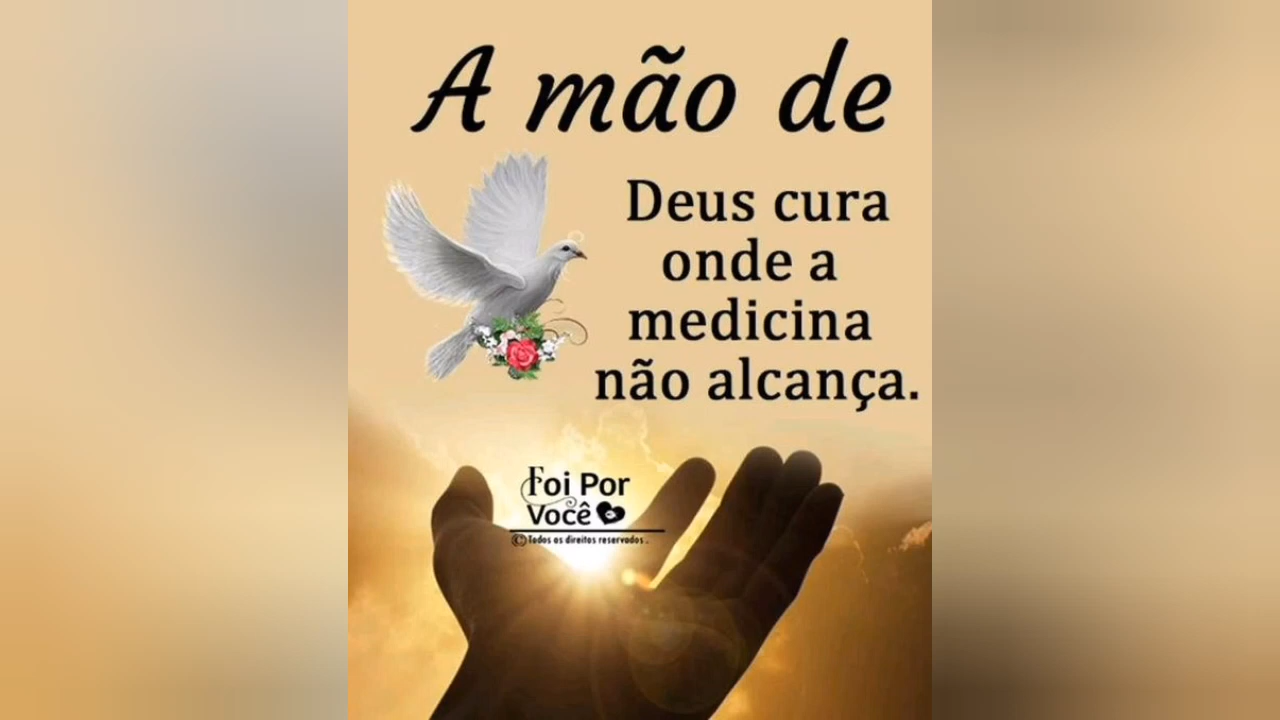 A mão de
Deus cura
onde a
medicina
não alcança.
Foi Por
Você
© Todos os direitos reservados.